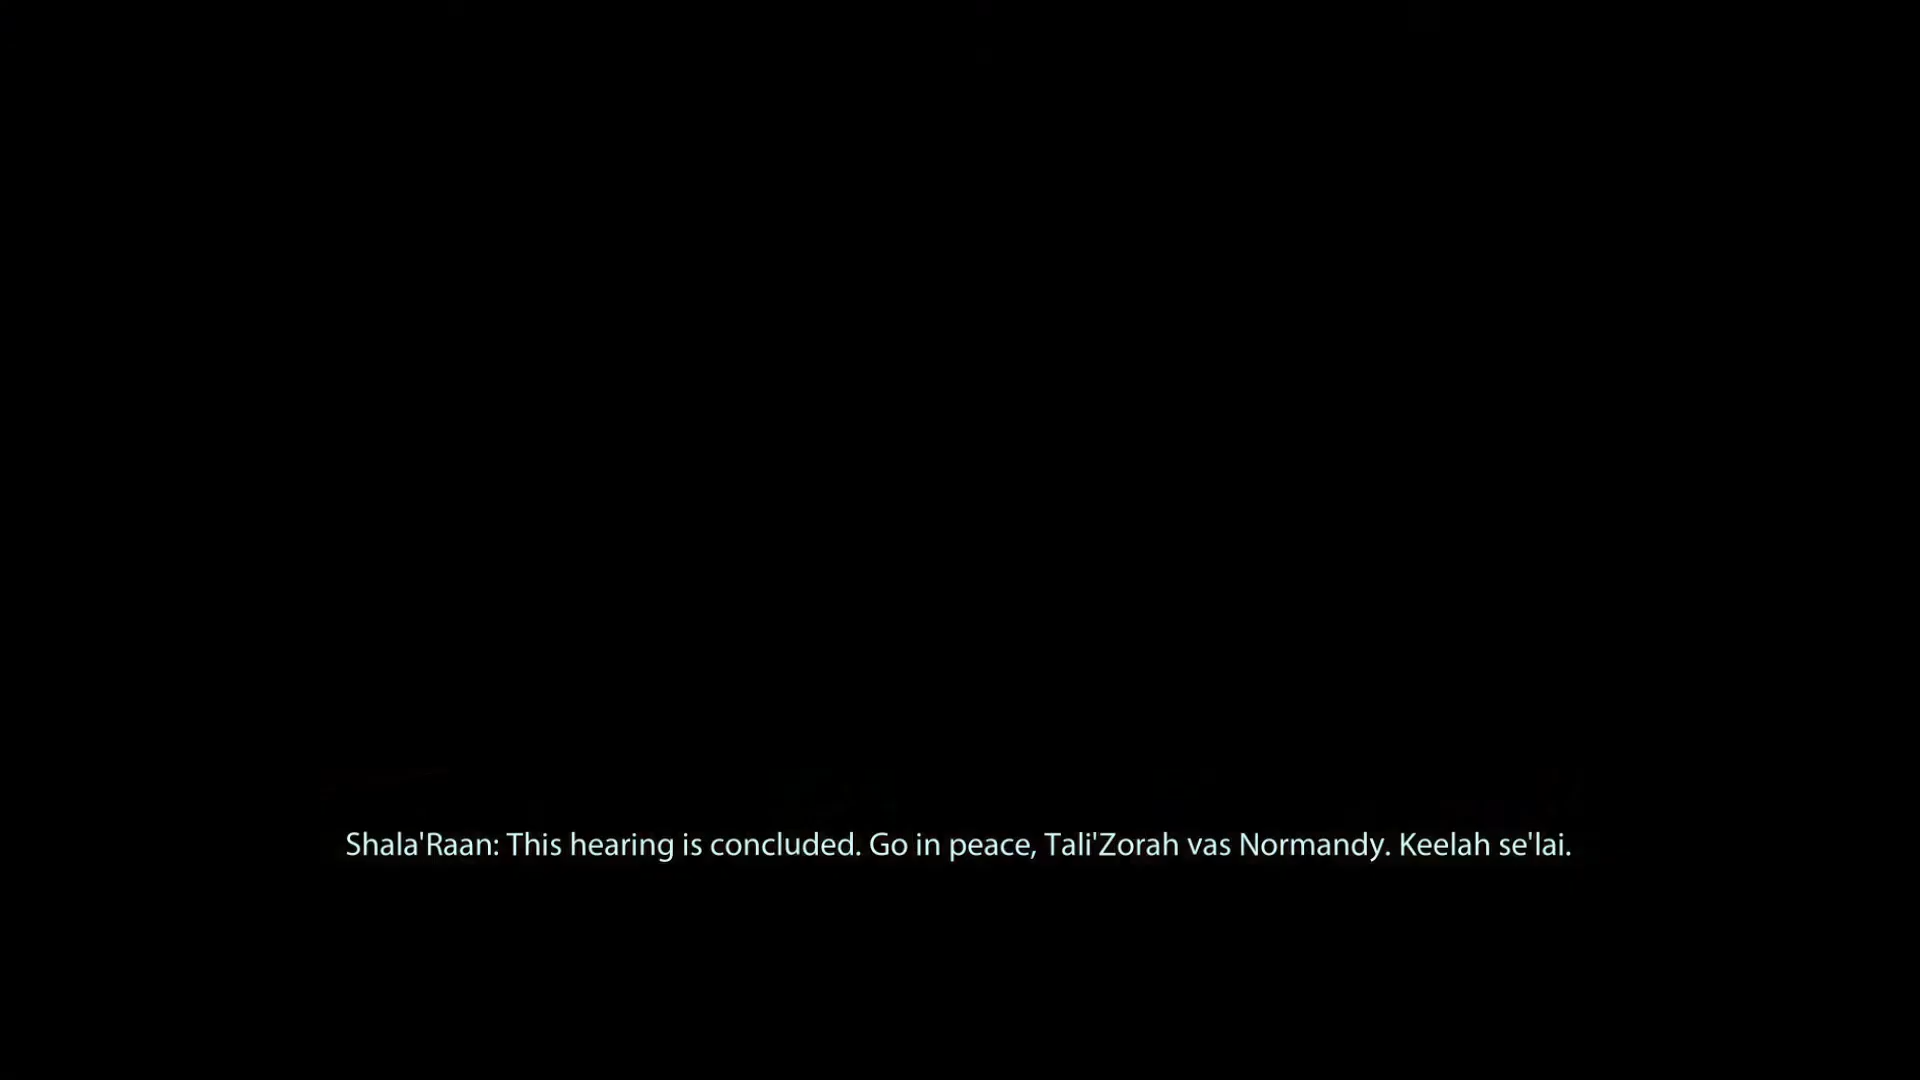 Shala'Raan: This hearing is concluded. Go in peace, Tali'Zorah vas Normandy. Keelah se'lai.